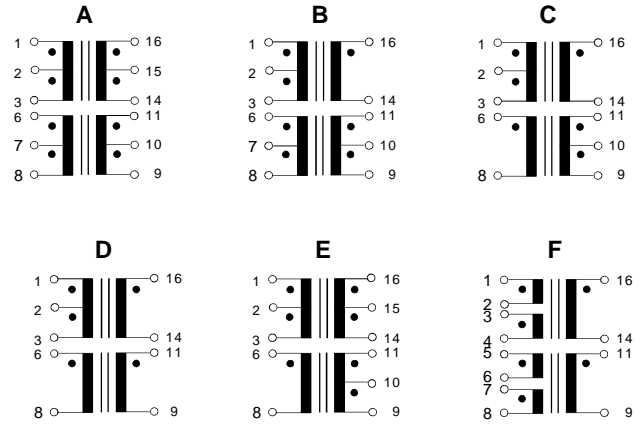 A B C
1 16 1 16 1 16
2 15 2 2
3 14 3 14 3 14
6 11 6 11 6 11
7 10 7 10 10
8 9 8 9 8 9
D E F
1 16 1 16 1 16
2 2 15 2
3
3 14 3 14 4 14
6 11 6 11 5 11
10 6
7
8 9 8 9 8 9